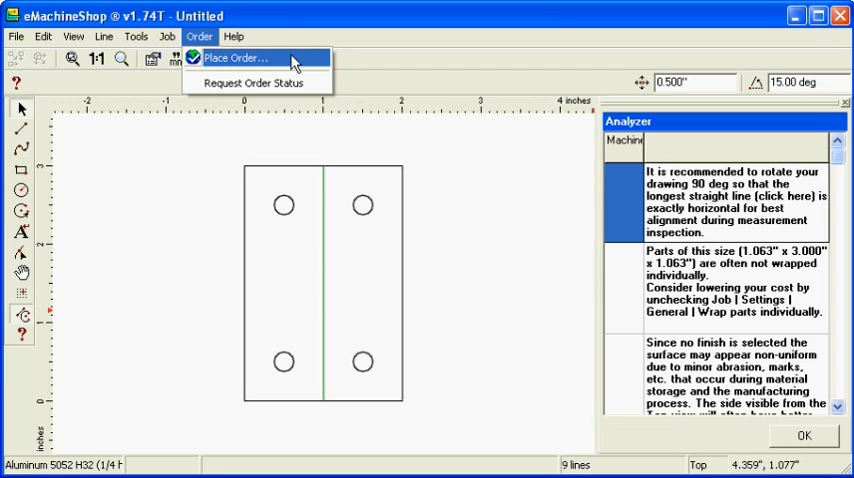 eMachineShop ® v1.74T - Untitled
File Edit View Line Tools Job Order Help
Place Order...
Request Order Status
1:1
0.500"
15.00 deg
-2 -1 0 1 2 3 4 inches
3
2
1
0
inches
Analyzer
Machine
It is recommended to rotate your
drawing 90 deg so that the
longest straight line (click here) is
exactly horizontal for best
alignment during measurement
inspection.
Parts of this size (1.063" x 3.000"
x 1.063") are often not wrapped
individually.
Consider lowering your cost by
unchecking Job | Settings |
General | Wrap parts individually.
Since no finish is selected the
surface may appear non-uniform
due to minor abrasion, marks,
etc. that occur during material
storage and the manufacturing
process. The side visible from the
OK
Aluminum 5052 H32 (1/4 h
9 lines
Top
4.359", 1.077"